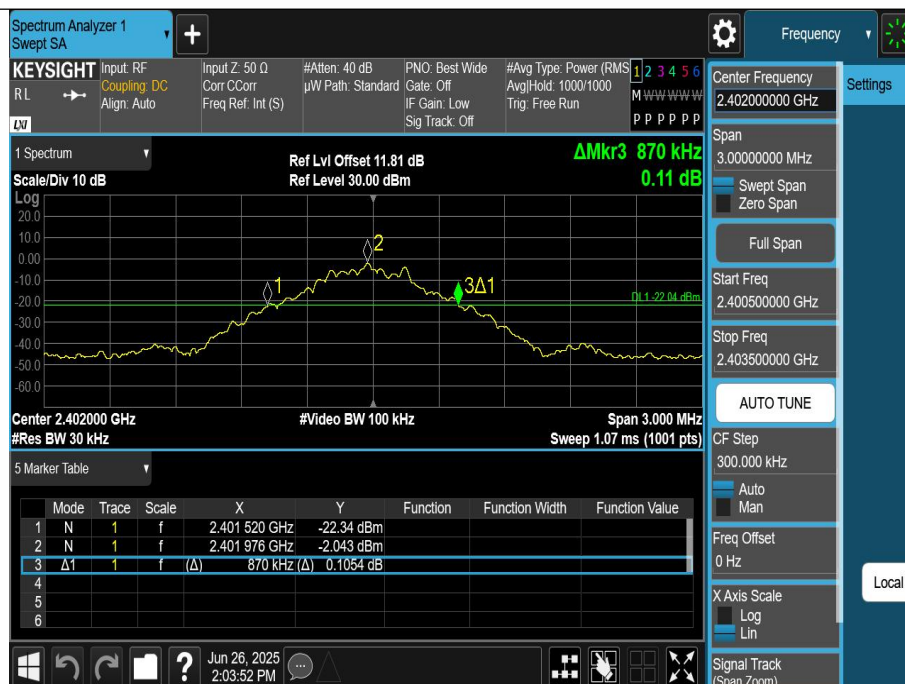 Spectrum Analyzer 1
Swept SA
+
Frequency
KEYSIGHT
RL
LXI
Input: RF
Coupling: DC
Align: Auto
Input Z: 50 Ω
Corr CCorr
Freq Ref: Int (S)
#Atten: 40 dB
µW Path: Standard
PNO: Best Wide
Gate: Off
IF Gain: Low
Sig Track: Off
#Avg Type: Power (RMS
Avg|Hold: 1000/1000
Trig: Free Run
1 2 3 4 5 6
M W W W W W
P P P P P P
1 Spectrum
Scale/Div 10 dB
Ref Lvl Offset 11.81 dB
Ref Level 30.00 dBm
ΔMkr3 870 kHz
0.11 dB
Log
20.0
10.0
0.00
-10.0
-20.0
-30.0
-40.0
-50.0
-60.0
1
2
3Δ1
DL1 -22.04 dBm
Center 2.402000 GHz
#Res BW 30 kHz
#Video BW 100 kHz
Span 3.000 MHz
Sweep 1.07 ms (1001 pts)
5 Marker Table
Mode Trace Scale X Y Function Function Width Function Value
1 N 1 f 2.401 520 GHz -22.34 dBm
2 N 1 f 2.401 976 GHz -2.043 dBm
3 Δ1 1 f (Δ) 870 kHz (Δ) 0.1054 dB
4
5
6
?
Jun 26, 2025
2:03:52 PM
Center Frequency
2.402000000 GHz
Span
3.00000000 MHz
Swept Span
Zero Span
Full Span
Start Freq
2.400500000 GHz
Stop Freq
2.403500000 GHz
AUTO TUNE
CF Step
300.000 kHz
Auto
Man
Freq Offset
0 Hz
X Axis Scale
Log
Lin
Signal Track
(Span Zoom)
Settings
Local